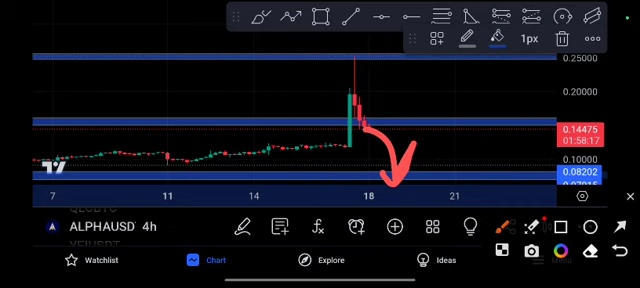 1px
0.25000
0.20000
0.14475
01:58:17
0.10000
0.08202
7 11 14 18 21
ALPHAUSD 4h
Watchlist
Chart
Explore
Ideas